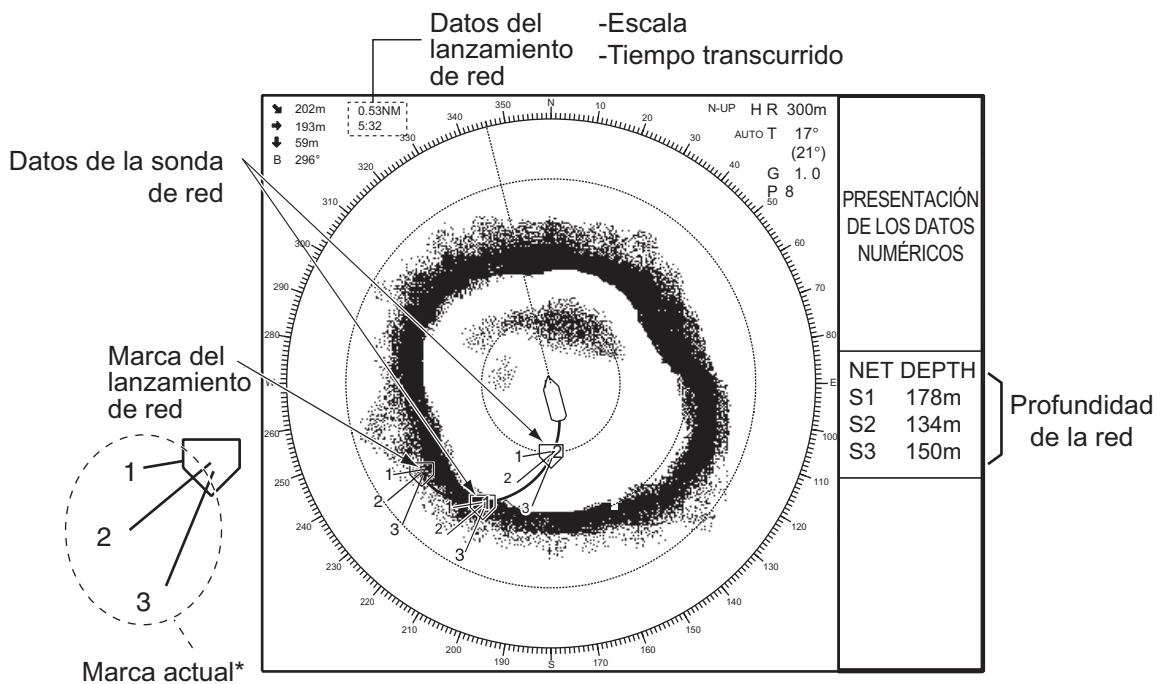 Datos del
lanzamiento
de red
-Escala
-Tiempo transcurrido
202m
193m
59m
B 296°
0.53NM
5:32
N-UP H R 300m
AUTO T 17°
(21°)
G 1.0
P 8
Datos de la sonda
de red
Marca del
lanzamiento
de red
N
10
20
30
40
50
60
70
80
E
100
110
120
130
140
150
160
170
S
190
200
210
220
230
240
250
260
280
290
300
310
320
330
340
350
1
2
3
1
2
3
1
2
3
2
1
1
2
3
Marca actual*
PRESENTACIÓN
DE LOS DATOS
NUMÉRICOS
NET DEPTH
S1 178m
S2 134m
S3 150m
Profundidad
de la red